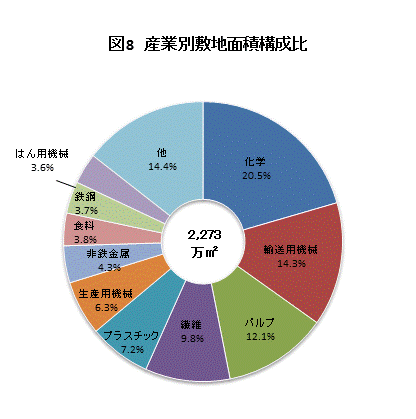 図8 産業別敷地面積構成比
化学
20.5%
輸送用機械
14.3%
パルプ
12.1%
繊維
9.8%
プラスチック
7.2%
生産用機械
6.3%
非鉄金属
4.3%
食料
3.8%
鉄鋼
3.7%
はん用機械
3.6%
他
14.4%
2,273
万㎡